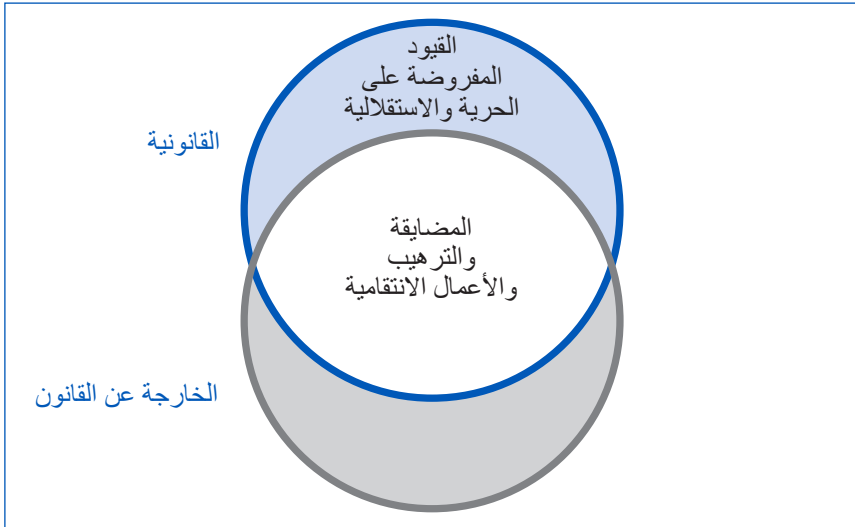 القيود
المفروضة على
الحرية والاستقلالية
القانونية
المضايقة
والترهيب
والأعمال الانتقامية
الخارجة عن القانون